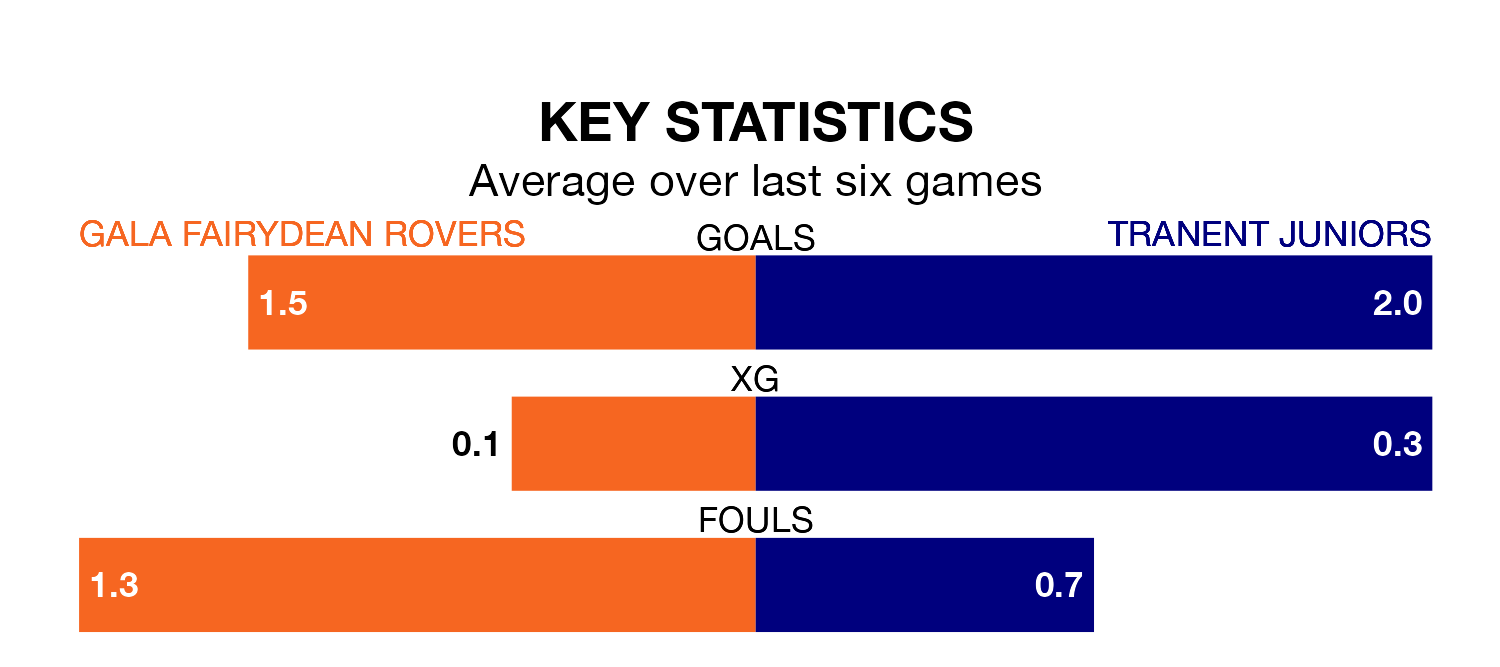 KEY STATISTICS
Average over last six games
GALA FAIRYDEAN ROVERS
GOALS
TRANENT JUNIORS
1.5
2.0
XG
0.1
0.3
FOULS
1.3
0.7